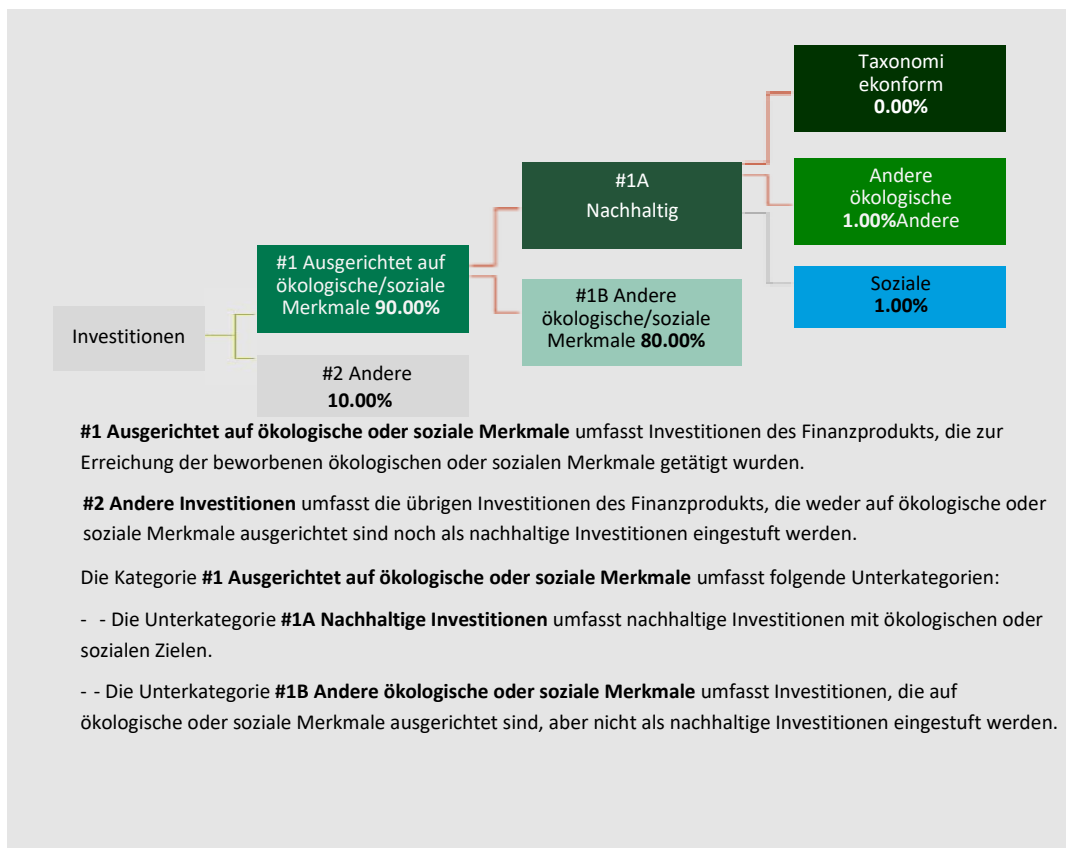 Taxonomi
ekonform
0.00%
#1A
Nachhaltig
Andere
ökologische
1.00%Andere
#1 Ausgerichtet auf
ökologische/soziale
Merkmale 90.00%
Soziale
1.00%
#1B Andere
ökologische/soziale
Merkmale 80.00%
Investitionen
#2 Andere
10.00%
#1 Ausgerichtet auf ökologische oder soziale Merkmale umfasst Investitionen des Finanzprodukts, die zur
Erreichung der beworbenen ökologischen oder sozialen Merkmale getätigt wurden.
#2 Andere Investitionen umfasst die übrigen Investitionen des Finanzprodukts, die weder auf ökologische oder
soziale Merkmale ausgerichtet sind noch als nachhaltige Investitionen eingestuft werden.
Die Kategorie #1 Ausgerichtet auf ökologische oder soziale Merkmale umfasst folgende Unterkategorien:
- - Die Unterkategorie #1A Nachhaltige Investitionen umfasst nachhaltige Investitionen mit ökologischen oder
sozialen Zielen.
- - Die Unterkategorie #1B Andere ökologische oder soziale Merkmale umfasst Investitionen, die auf
ökologische oder soziale Merkmale ausgerichtet sind, aber nicht als nachhaltige Investitionen eingestuft werden.